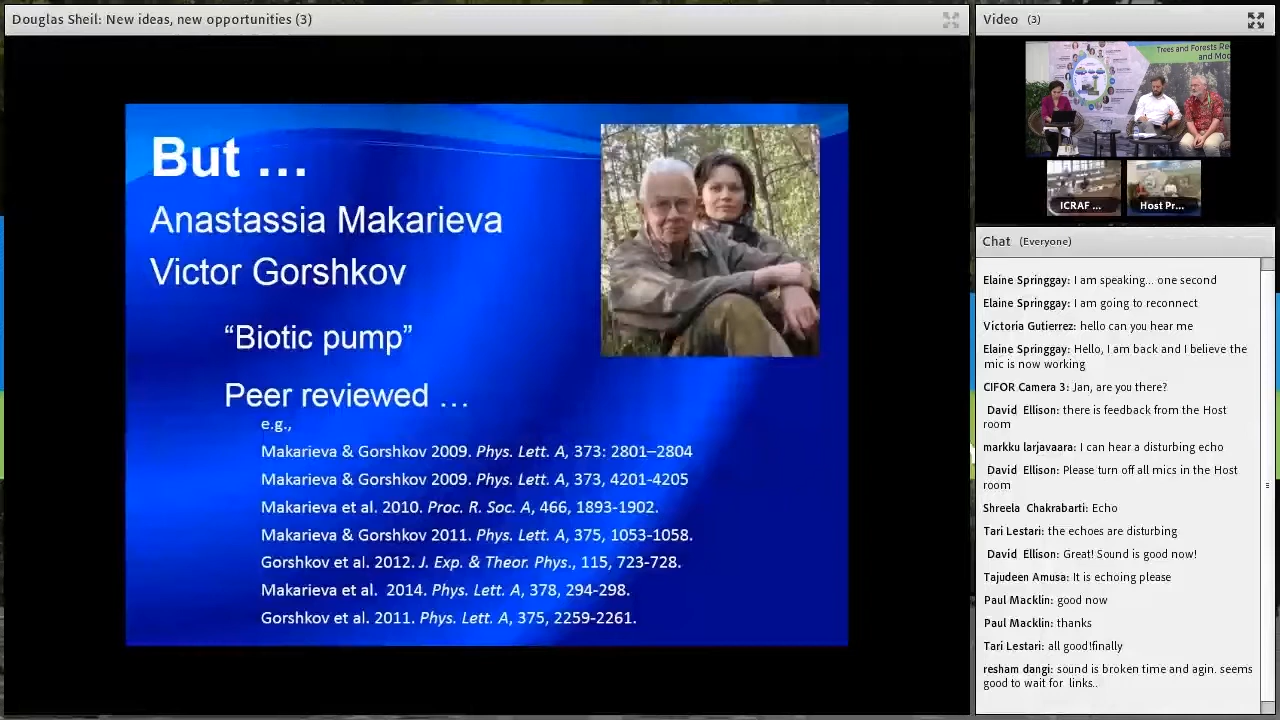 Douglas Sheil: New ideas, new opportunities (3)
But …
Anastassia Makarieva
Victor Gorshkov
“Biotic pump”
Peer reviewed …
e.g.,
Makarieva & Gorshkov 2009. Phys. Lett. A, 373: 2801–2804
Makarieva & Gorshkov 2009. Phys. Lett. A, 373, 4201-4205
Makarieva et al. 2010. Proc. R. Soc. A, 466, 1893-1902.
Makarieva & Gorshkov 2011. Phys. Lett. A, 375, 1053-1058.
Gorshkov et al. 2012. J. Exp. & Theor. Phys., 115, 723-728.
Makarieva et al. 2014. Phys. Lett. A, 378, 294-298.
Gorshkov et al. 2011. Phys. Lett. A, 375, 2259-2261.
Video (3)
Trees and Forests Re
and Moo
ICRAF ...
Host Pr...
Chat (Everyone)
Elaine Springgay: I am speaking... one second
Elaine Springgay: I am going to reconnect
Victoria Gutierrez: hello can you hear me
Elaine Springgay: Hello, I am back and I believe the
mic is now working
CIFOR Camera 3: Jan, are you there?
David Ellison: there is feedback from the Host
room
markku larjavaara: I can hear a disturbing echo
David Ellison: Please turn off all mics in the Host
room
Shreela Chakrabarti: Echo
Tari Lestari: the echoes are disturbing
David Ellison: Great! Sound is good now!
Tajudeen Amusa: It is echoing please
Paul Macklin: good now
Paul Macklin: thanks
Tari Lestari: all good!finally
resham dangi: sound is broken time and agin. seems
good to wait for links..